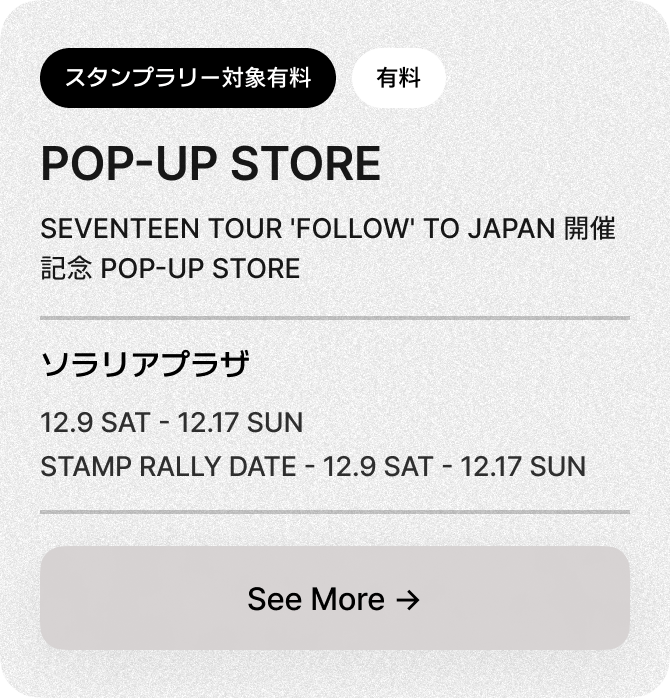 スタンプラリー対象有料
有料
POP-UP STORE
SEVENTEEN TOUR 'FOLLOW' TO JAPAN 開催
記念 POP-UP STORE
ソラリアプラザ
12.9 SAT - 12.17 SUN
STAMP RALLY DATE - 12.9 SAT - 12.17 SUN
See More →